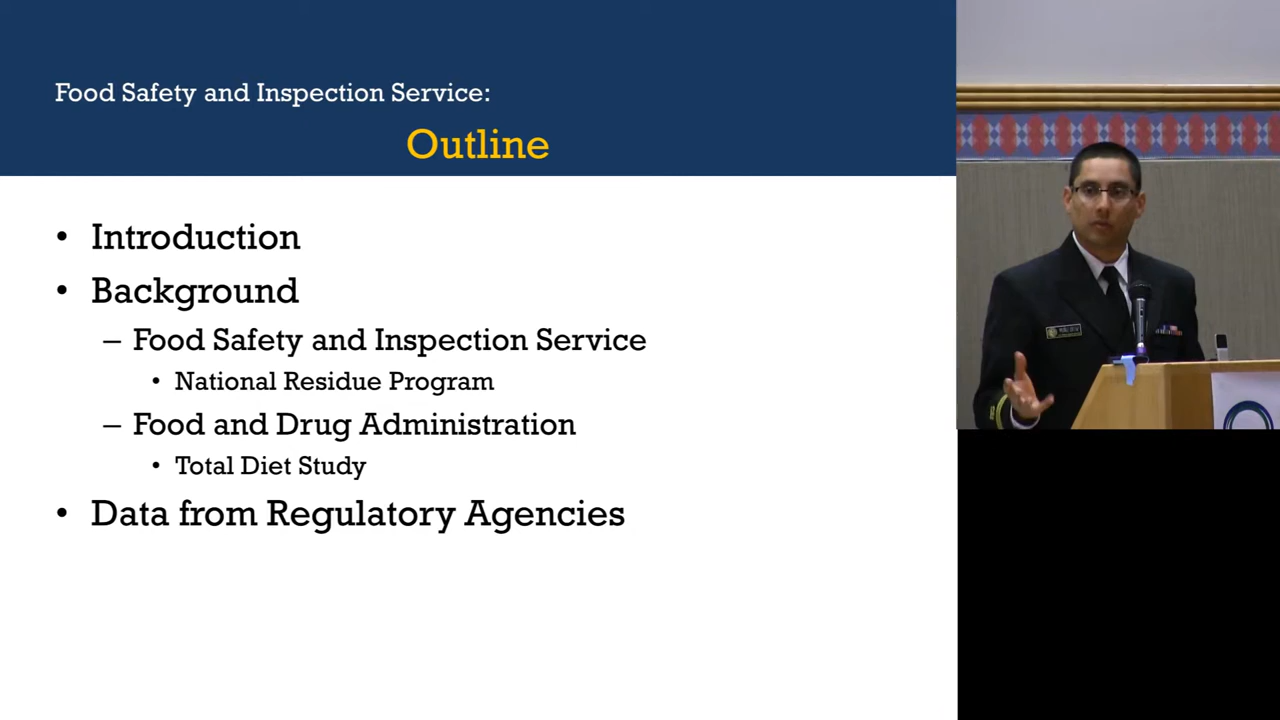 Food Safety and Inspection Service:
Outline
• Introduction
• Background
– Food Safety and Inspection Service
• National Residue Program
– Food and Drug Administration
• Total Diet Study
• Data from Regulatory Agencies